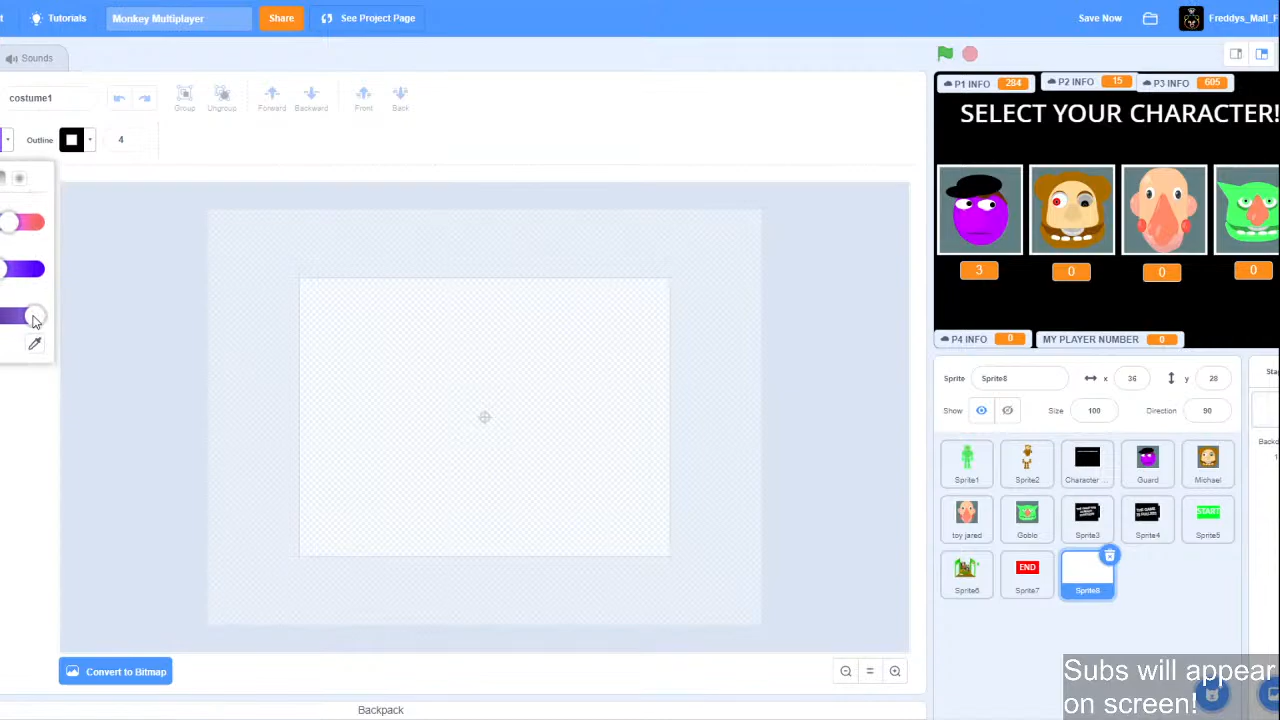 Tutorials
Monkey Multiplayer
Share
See Project Page
Save Now
Freddys_Mall_F
Sounds
costume1
Group
Ungroup
Forward
Backward
Front
Back
Outline
4
P1 INFO 284
P2 INFO 15
P3 INFO 605
SELECT YOUR CHARACTER!
3
0
0
0
P4 INFO 0
MY PLAYER NUMBER 0
Sprite
Sprite8
x
36
y
28
Show
Size
100
Direction
90
Sprite1
Sprite2
Character ...
Guard
Michael
toy jared
Goblo
Sprite3
Sprite4
START
Sprite5
Sprite6
END
Sprite7
Sprite8
Convert to Bitmap
Backpack
Subs will appear
on screen!